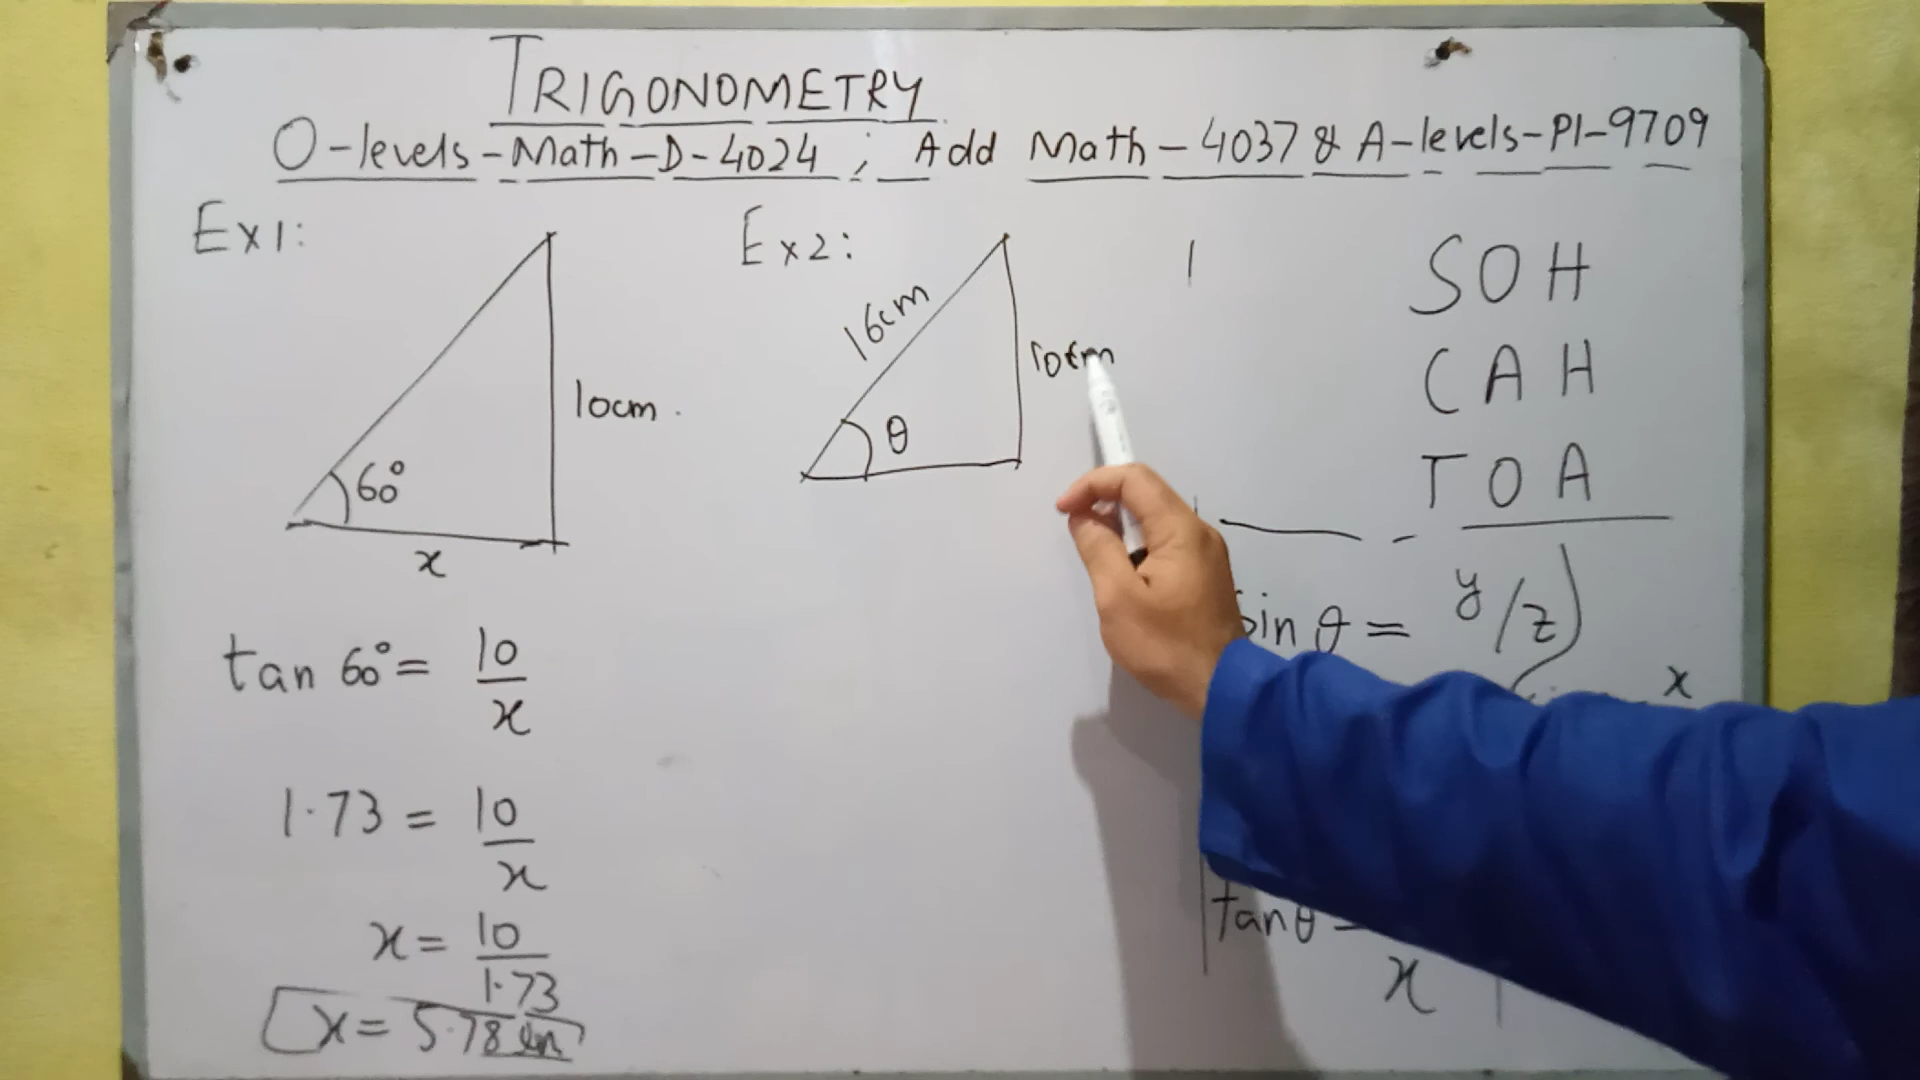 TRIGONOMETRY
O-levels-Math-D-4024; Add Math-4037 & A-levels-P1-9709
Ex1:
10cm.
60°
x
tan 60° = 10/x
1.73 = 10/x
x = 10/1.73
x = 5.78 cm
Ex2:
16cm
10cm
θ
SOH
CAH
TOA
Sin θ = y/z
x
tan θ =
x